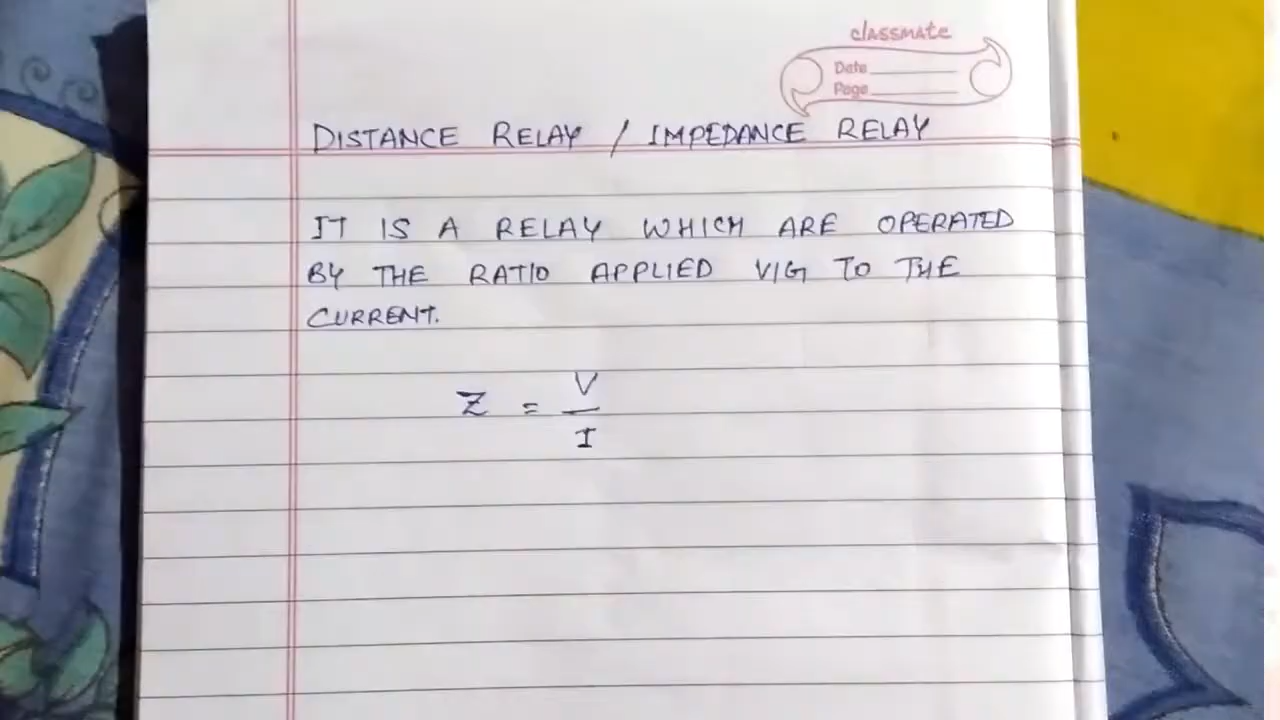 classmate
Date
Page
DISTANCE RELAY / IMPEDANCE RELAY
IT IS A RELAY WHICH ARE OPERATED
BY THE RATIO APPLIED V/G TO THE
CURRENT.
Z = V
I